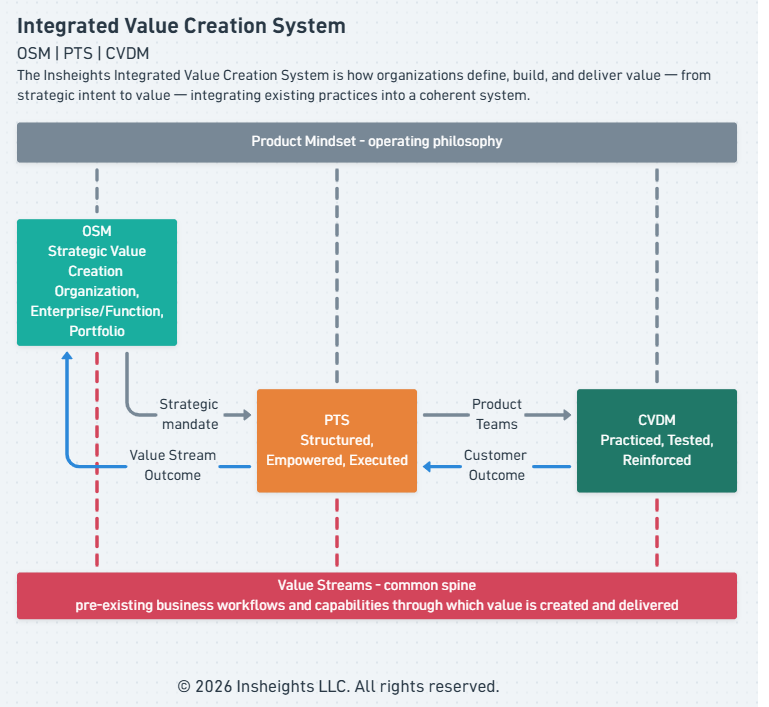 Integrated Value Creation System
OSM | PTS | CVDM
The Insheights Integrated Value Creation System is how organizations define, build, and deliver value — from
strategic intent to value — integrating existing practices into a coherent system.
Product Mindset - operating philosophy
OSM
Strategic Value
Creation
Organization,
Enterprise/Function,
Portfolio
Strategic
mandate
Value Stream
Outcome
PTS
Structured,
Empowered, Executed
Product
Teams
Customer
Outcome
CVDM
Practiced, Tested,
Reinforced
Value Streams - common spine
pre-existing business workflows and capabilities through which value is created and delivered
© 2026 Insheights LLC. All rights reserved.